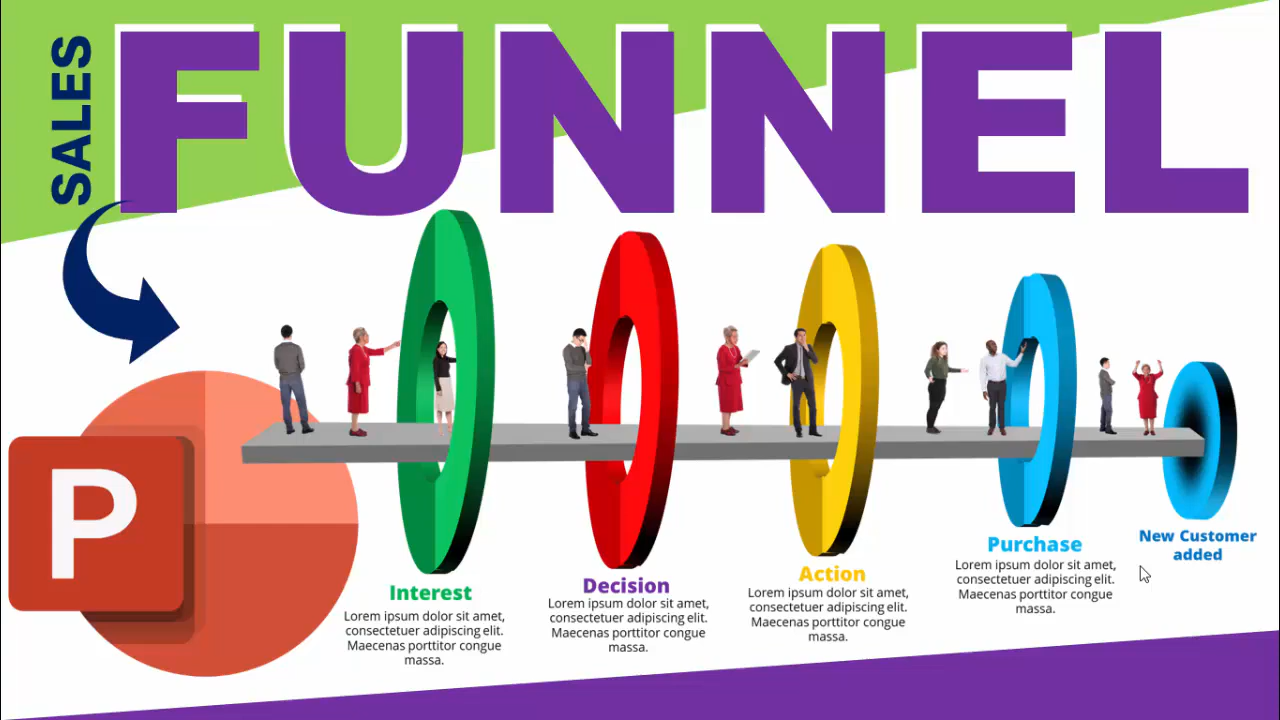 SALES
FUNNEL
P
Interest
Lorem ipsum dolor sit amet,
consectetuer adipiscing elit.
Maecenas porttitor congue
massa.
Decision
Lorem ipsum dolor sit amet,
consectetuer adipiscing elit.
Maecenas porttitor congue
massa.
Action
Lorem ipsum dolor sit amet,
consectetuer adipiscing elit.
Maecenas porttitor congue
massa.
Purchase
Lorem ipsum dolor sit amet,
consectetuer adipiscing elit.
Maecenas porttitor congue
massa.
New Customer
added